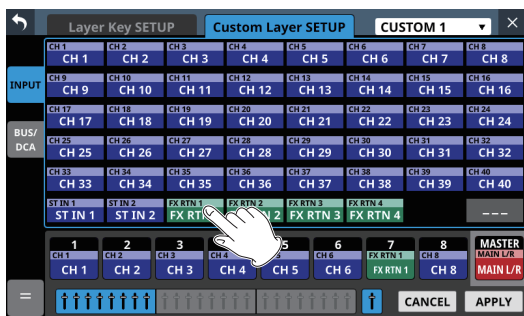 Layer Key SETUP Custom Layer SETUP CUSTOM 1 ▼ ×
CH 1 CH 2 CH 3 CH 4 CH 5 CH 6 CH 7 CH 8
CH 1 CH 2 CH 3 CH 4 CH 5 CH 6 CH 7 CH 8
INPUT
CH 9 CH 10 CH 11 CH 12 CH 13 CH 14 CH 15 CH 16
CH 9 CH 10 CH 11 CH 12 CH 13 CH 14 CH 15 CH 16
CH 17 CH 18 CH 19 CH 20 CH 21 CH 22 CH 23 CH 24
CH 17 CH 18 CH 19 CH 20 CH 21 CH 22 CH 23 CH 24
BUS/
DCA
CH 25 CH 26 CH 27 CH 28 CH 29 CH 30 CH 31 CH 32
CH 25 CH 26 CH 27 CH 28 CH 29 CH 30 CH 31 CH 32
CH 33 CH 34 CH 35 CH 36 CH 37 CH 38 CH 39 CH 40
CH 33 CH 34 CH 35 CH 36 CH 37 CH 38 CH 39 CH 40
ST IN 1 ST IN 2 FX RTN 1 FX RTN 2 FX RTN 3 FX RTN 4
ST IN 1 ST IN 2 FX RT N 2 FX RTN 3 FX RTN 4 ---
1 2 3 5 6 7 8 MASTER
CH 1 CH 2 CH 3 CH 4 CH 6 FX RTN 1 CH 8 MAIN L/R
CH 1 CH 2 CH 3 CH 4 CH 5 CH 6 FX RTN 1 CH 8 MAIN L/R
CANCEL APPLY